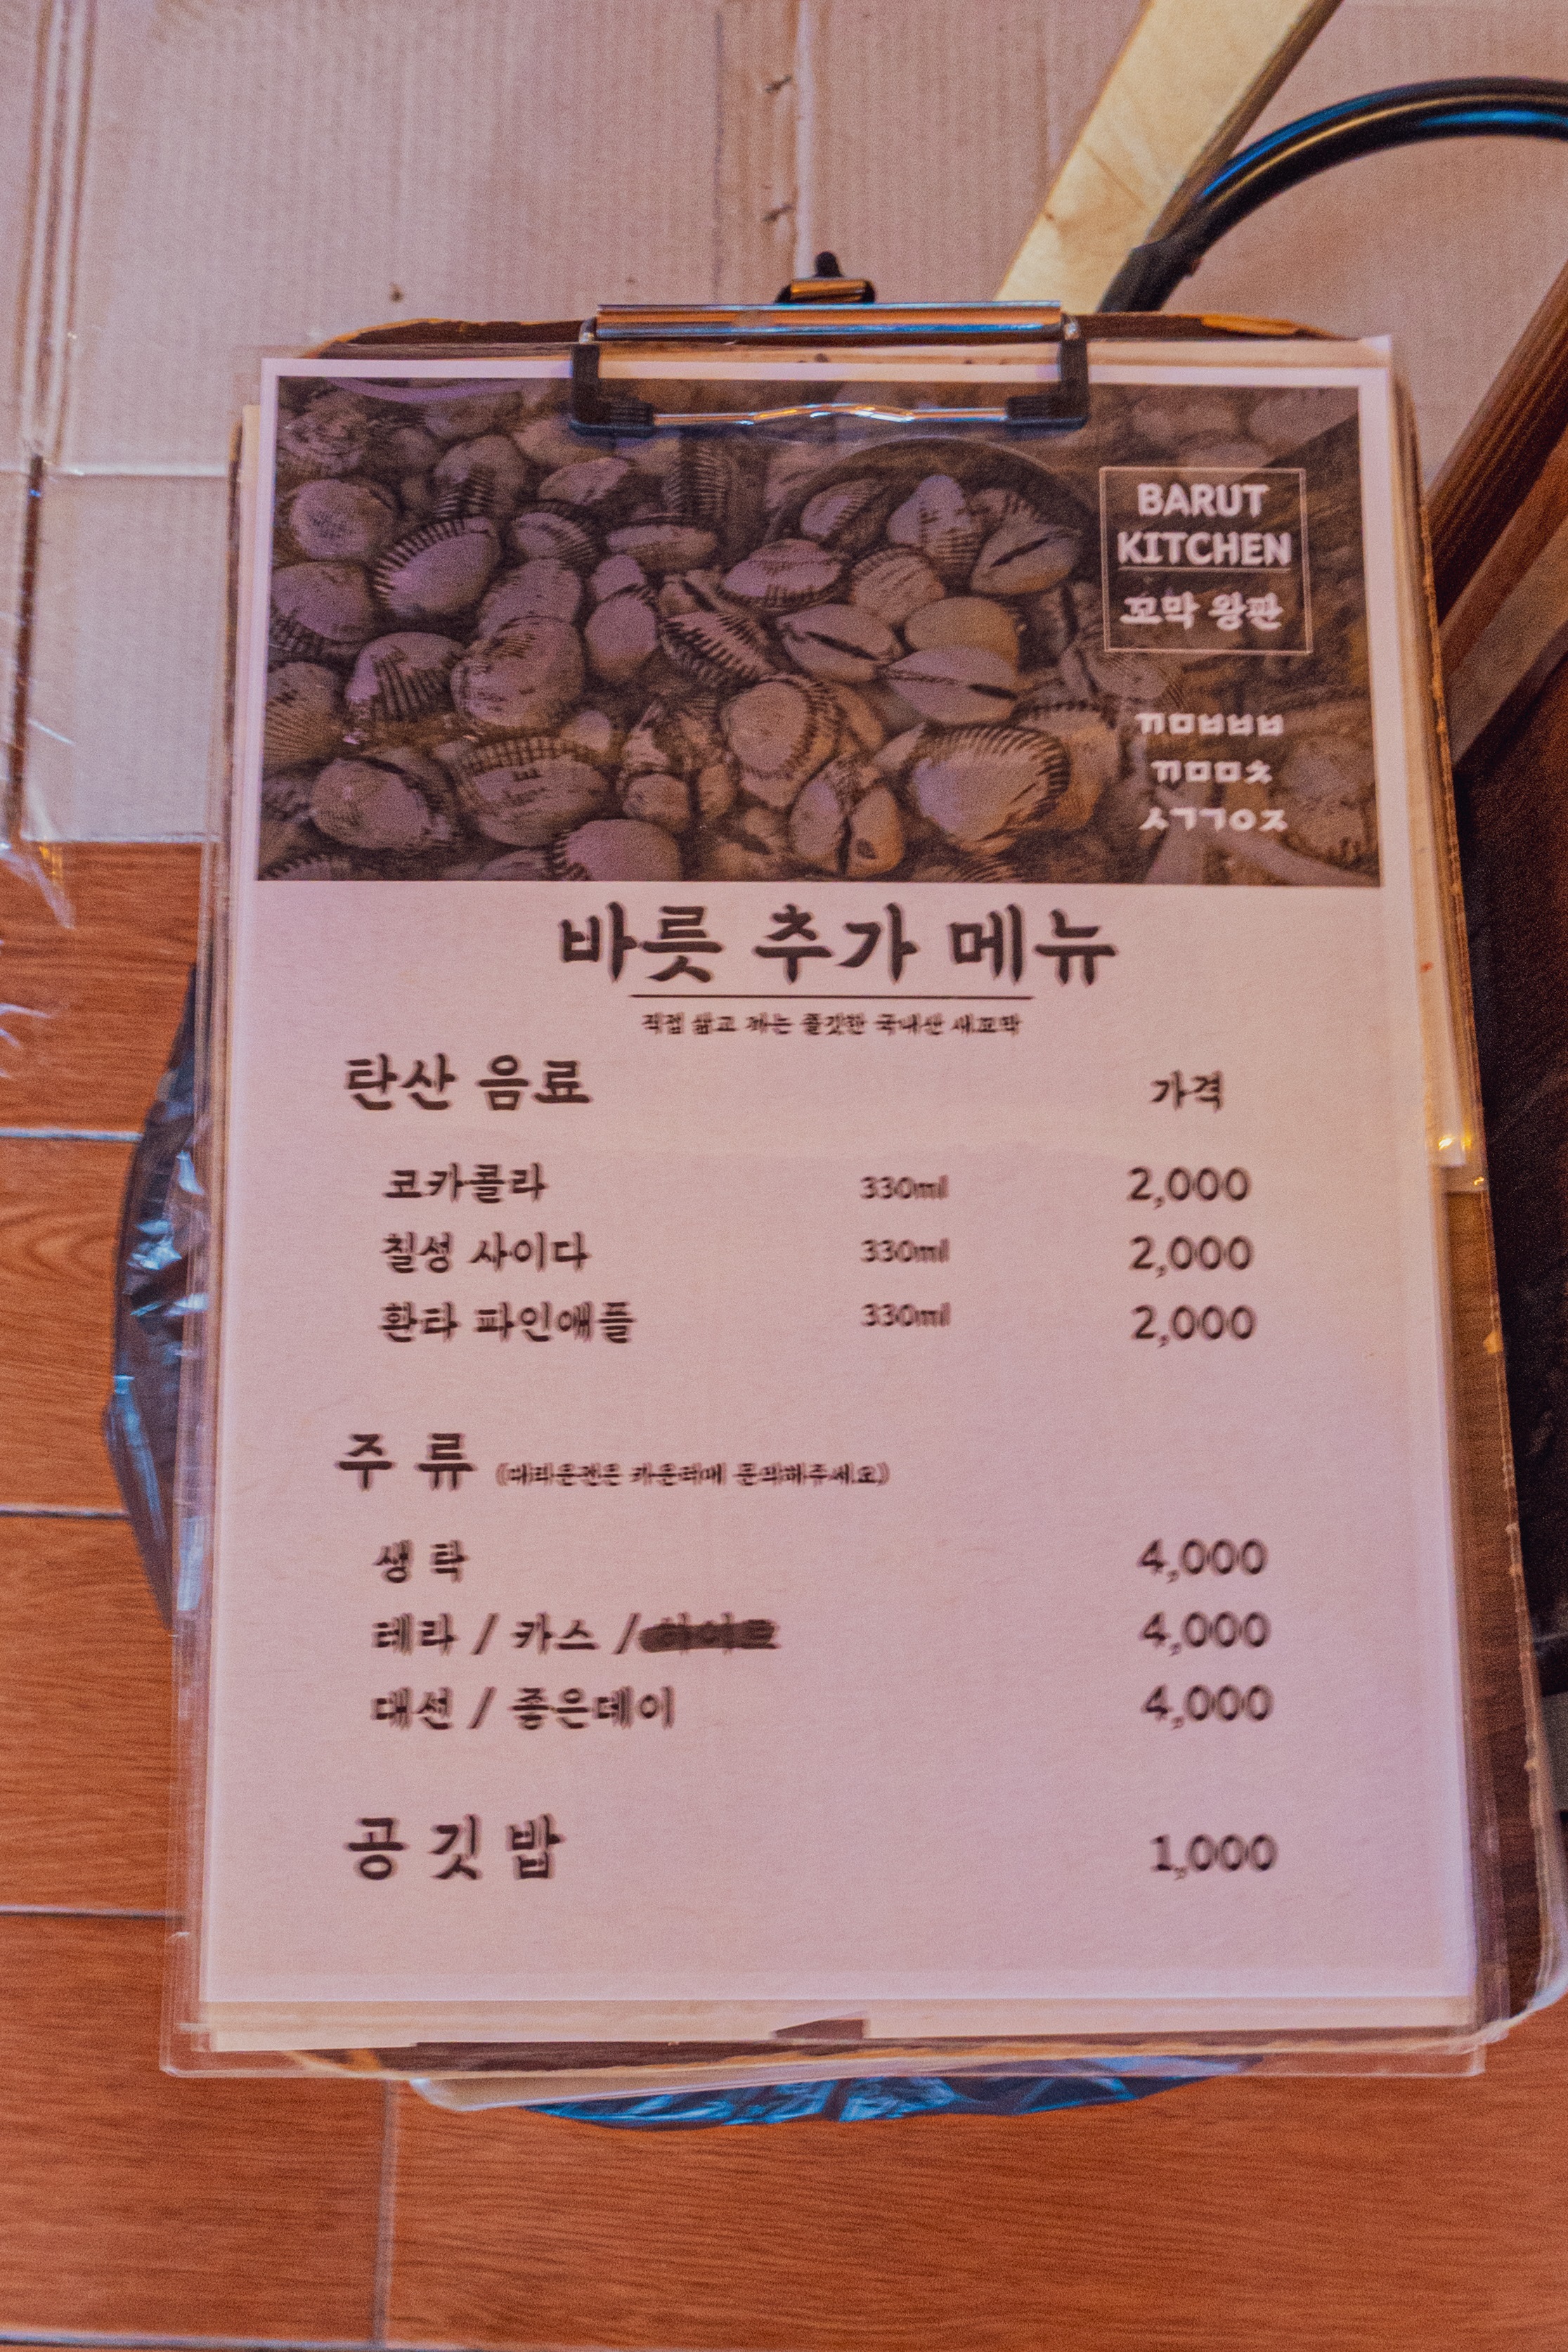 BARUT
KITCHEN
꼬막 왕판
ㄲㅁㅂㅂㅂ
ㄲㅁㅁㅊ
ㅅㄱㄱㅇㅈ
바릇 추가 메뉴
직접 삶고 까는 쫄깃한 국내산 새꼬막
탄산 음료 가격
코카콜라 330ml 2,000
칠성 사이다 330ml 2,000
환타 파인애플 330ml 2,000
주 류 (대리운전은 카운터에 문의해주세요)
생 탁 4,000
테라 / 카스 / 4,000
대선 / 좋은데이 4,000
공 깃 밥 1,000